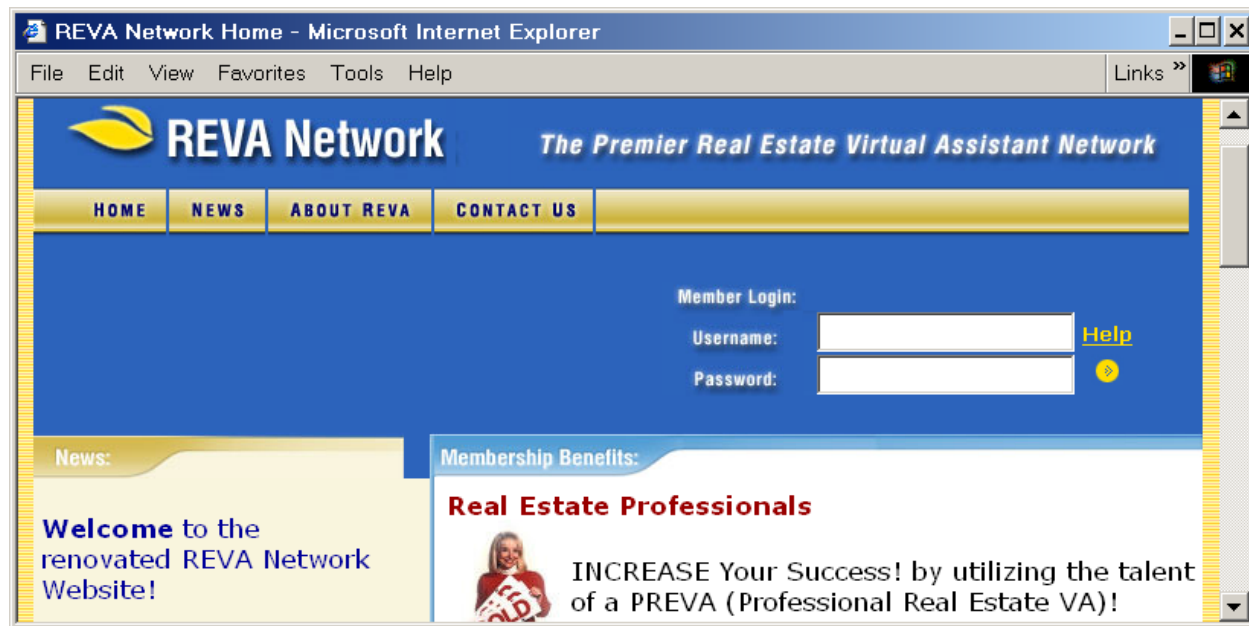 REVA Network Home - Microsoft Internet Explorer
File Edit View Favorites Tools Help Links »
REVA Network
The Premier Real Estate Virtual Assistant Network
HOME NEWS ABOUT REVA CONTACT US
Member Login:
Username: Help
Password:
News:
Membership Benefits:
Real Estate Professionals
Welcome to the
renovated REVA Network
Website!
INCREASE Your Success! by utilizing the talent
of a PREVA (Professional Real Estate VA)!
SOLD